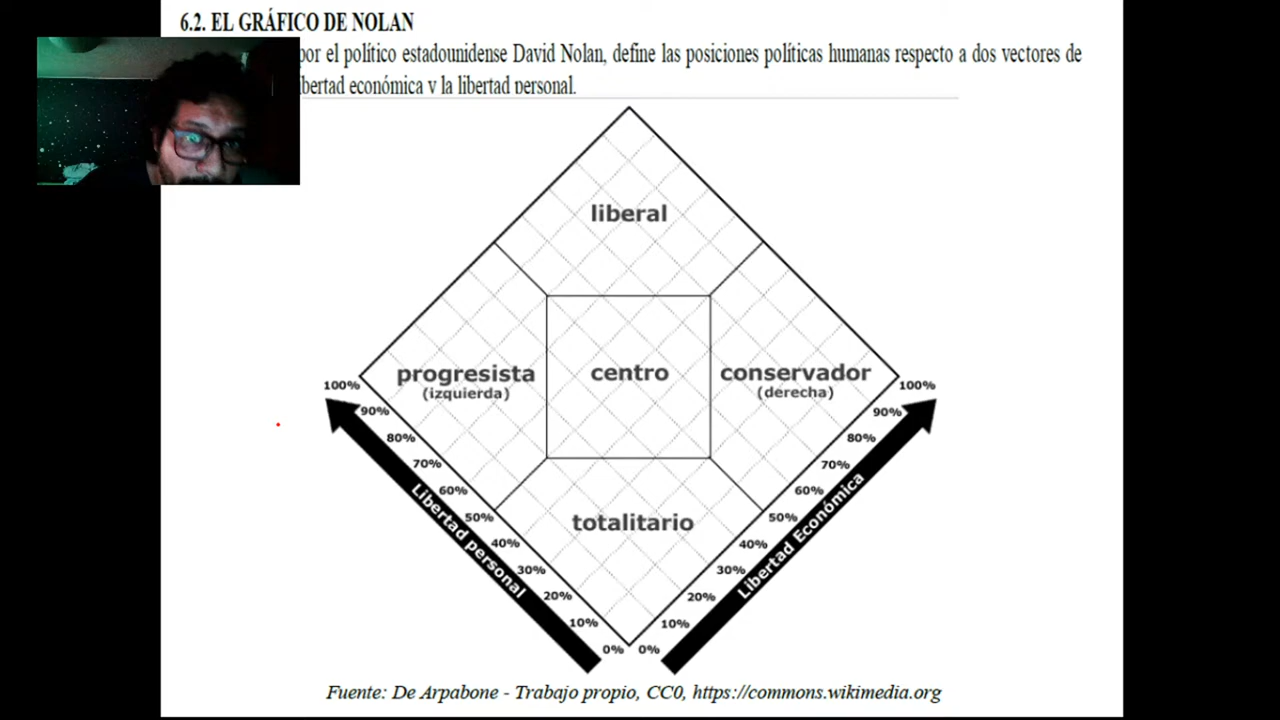 6.2. EL GRÁFICO DE NOLAN
por el político estadounidense David Nolan, define las posiciones políticas humanas respecto a dos vectores de
libertad económica y la libertad personal.
liberal
progresista
(izquierda)
centro
conservador
(derecha)
totalitario
100%
90%
80%
70%
60%
50%
40%
30%
20%
10%
0%
Libertad personal
100%
90%
80%
70%
60%
50%
40%
30%
20%
10%
0%
Libertad Económica
Fuente: De Arpabone - Trabajo propio, CC0, https://commons.wikimedia.org